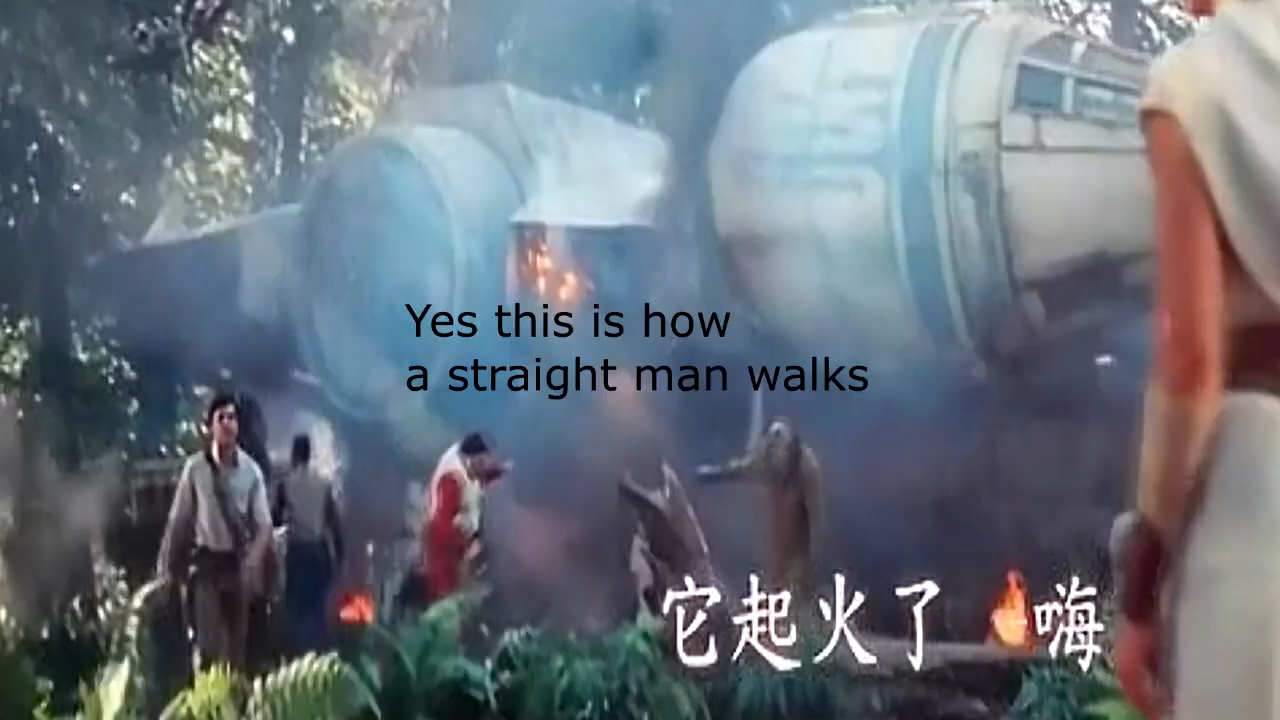 Yes this is how
a straight man walks
它起火了 嗨